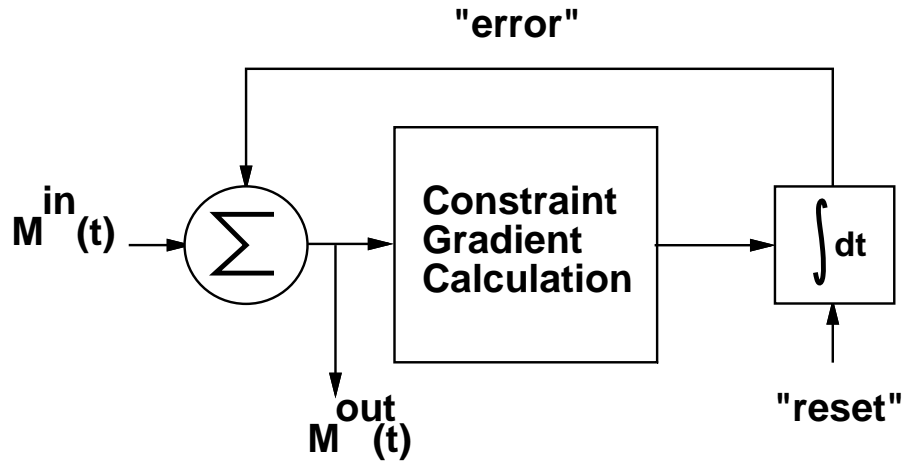 "error"
M^in(t)
∑
Constraint
Gradient
Calculation
∫dt
M^out(t)
"reset"